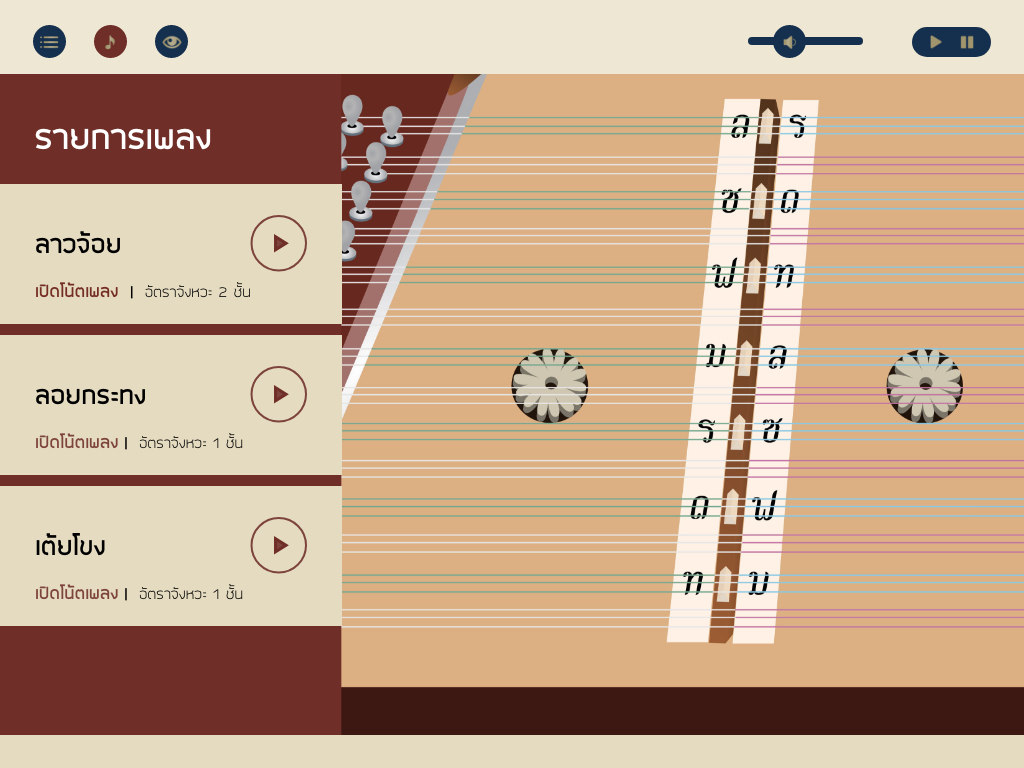 รายการเพลง
ลาวจ้อย
เปิดโน้ตเพลง | อัตราจังหวะ 2 ชั้น
ลอยกระทง
เปิดโน้ตเพลง | อัตราจังหวะ 1 ชั้น
เต้ยโขง
เปิดโน้ตเพลง | อัตราจังหวะ 1 ชั้น
ล ร
ซ ด
ฟ ท
ม ล
ร ซ
ด ฟ
ท ม